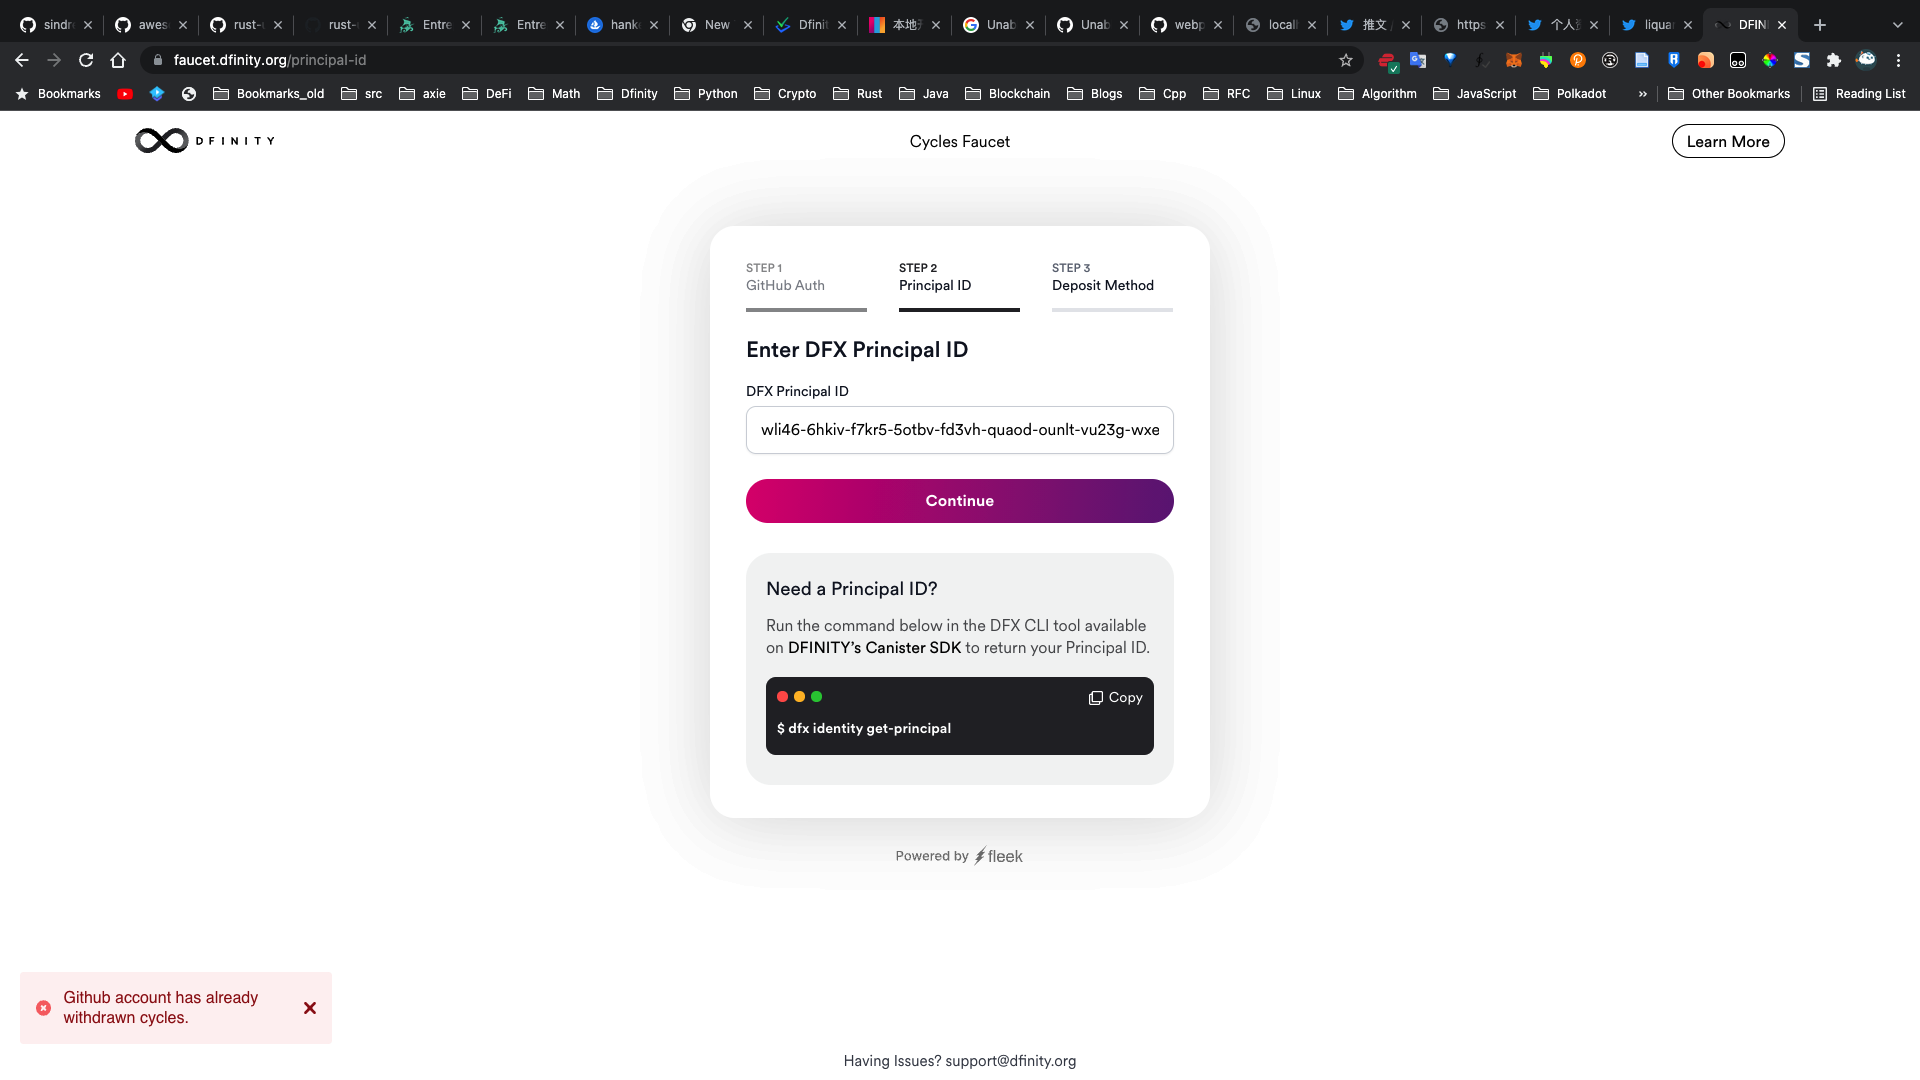 sindr awes rust- rust- Entre Entre hank New Dfinit 本地 Unab Unab webp locall 推文 / https 个人 liqua DFIN
faucet.dfinity.org/principal-id
Bookmarks Bookmarks_old src axie DeFi Math Dfinity Python Crypto Rust Java Blockchain Blogs Cpp RFC Linux Algorithm JavaScript Polkadot » Other Bookmarks Reading List
DFINITY Cycles Faucet Learn More
STEP 1 STEP 2 STEP 3
GitHub Auth Principal ID Deposit Method
Enter DFX Principal ID
DFX Principal ID
wli46-6hkiv-f7kr5-5otbv-fd3vh-quaod-ounlt-vu23g-wxe
Continue
Need a Principal ID?
Run the command below in the DFX CLI tool available
on DFINITY’s Canister SDK to return your Principal ID.
Copy
$ dfx identity get-principal
Powered by fleek
Github account has already
withdrawn cycles.
Having Issues? support@dfinity.org